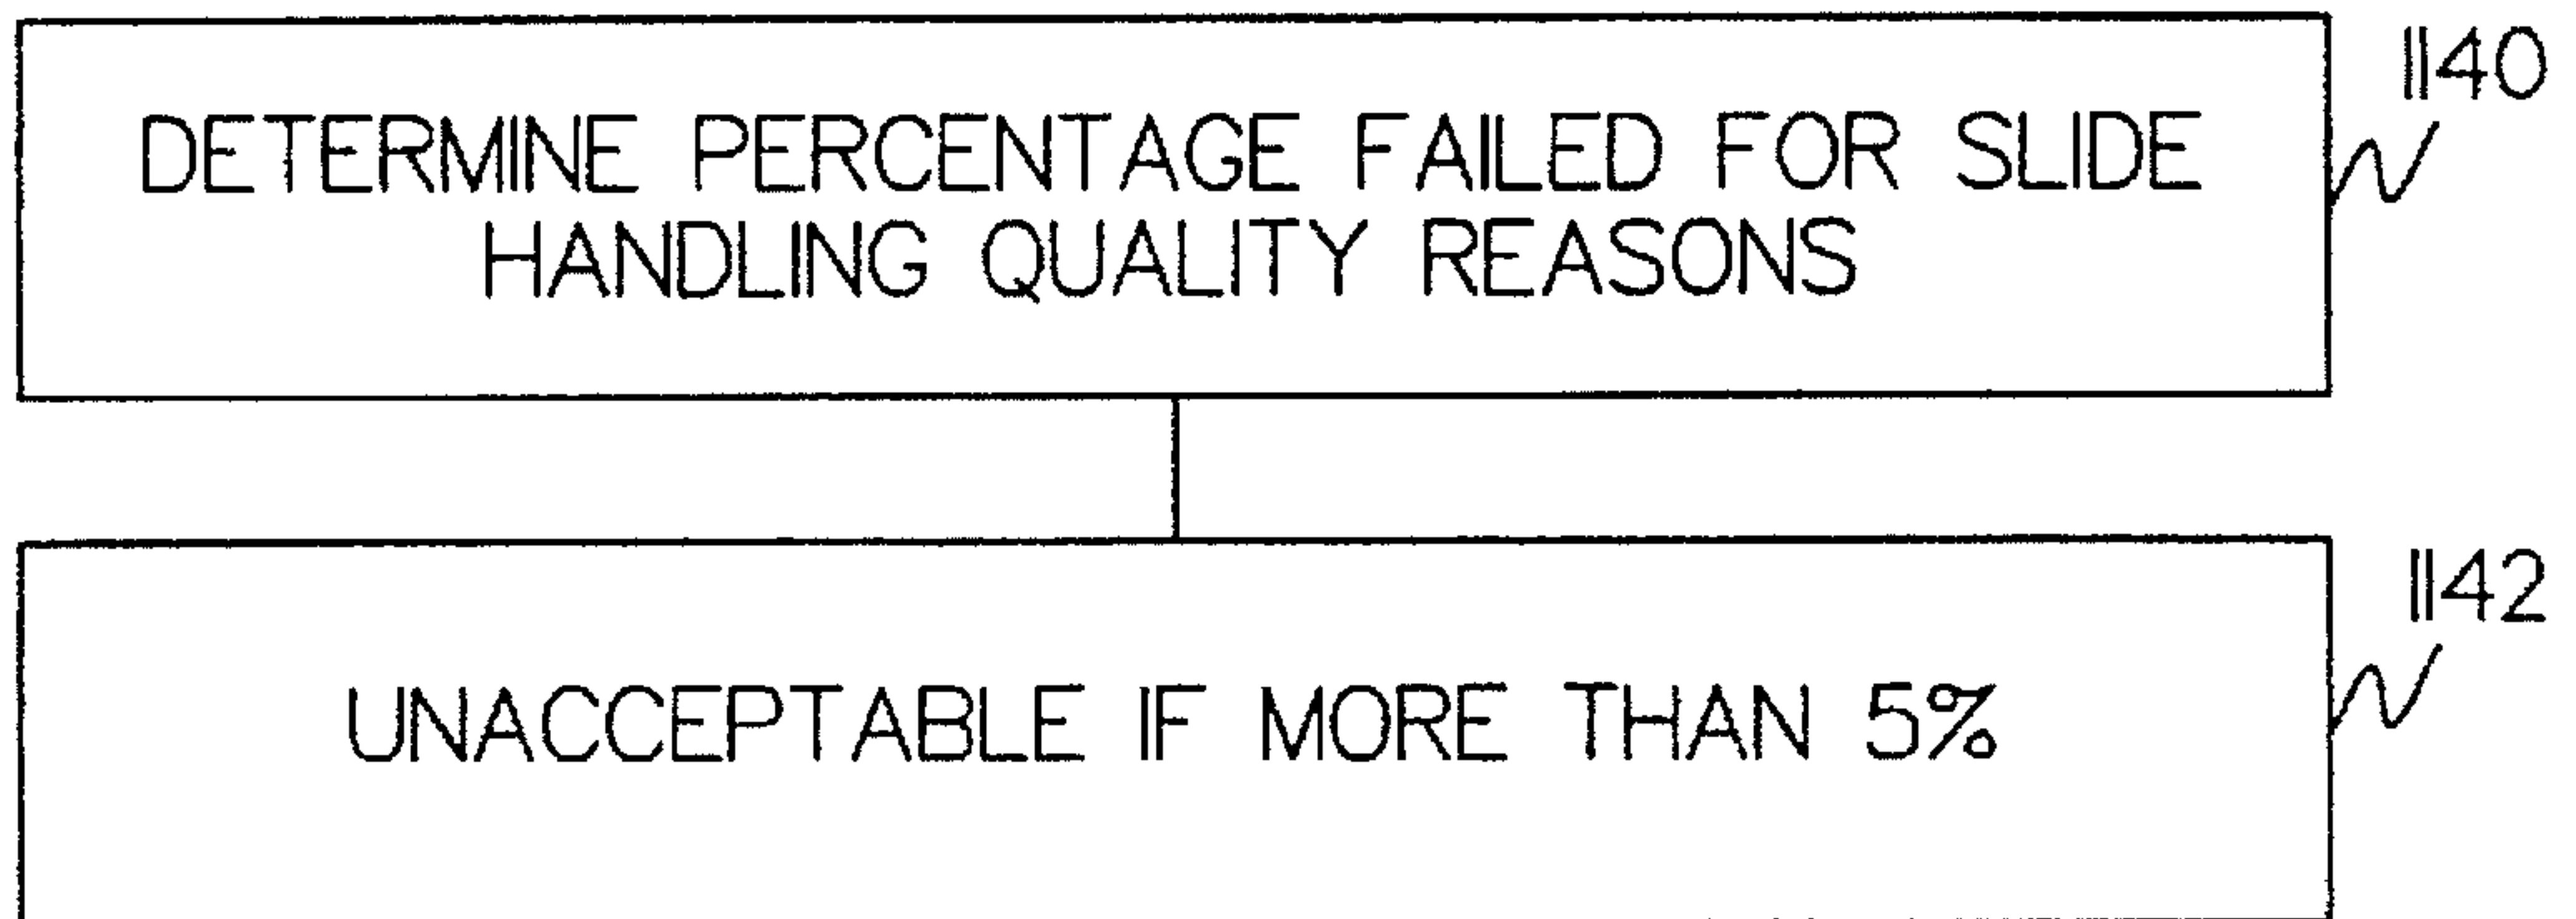 1140
DETERMINE PERCENTAGE FAILED FOR SLIDE
HANDLING QUALITY REASONS
1142
UNACCEPTABLE IF MORE THAN 5%